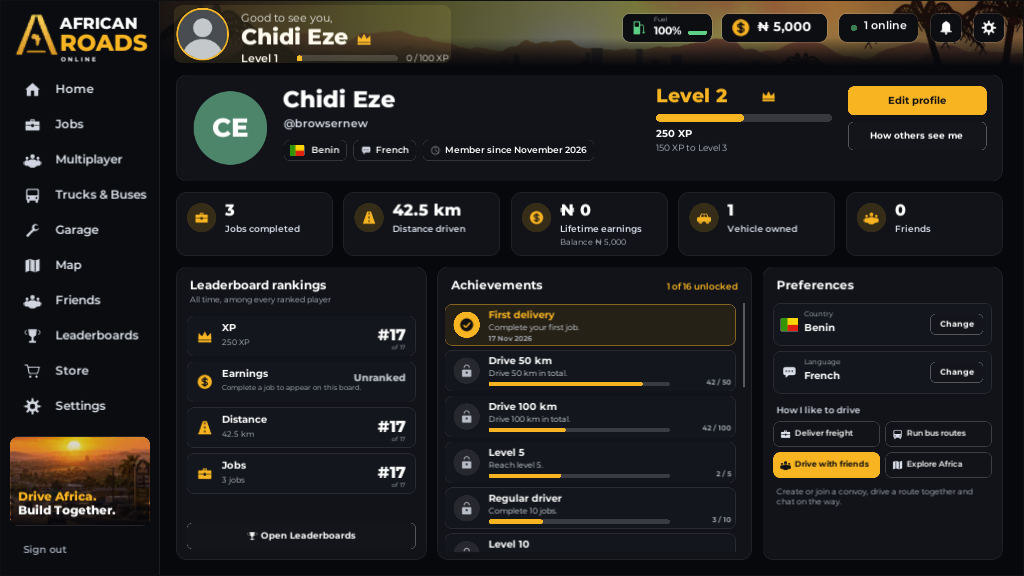 AFRICAN
ROADS
ONLINE
Home
Jobs
Multiplayer
Trucks & Buses
Garage
Map
Friends
Leaderboards
Store
Settings
Drive Africa.
Build Together.
Sign out
Good to see you,
Chidi Eze
Level 1
0 / 100 XP
Fuel
100%
₦ 5,000
1 online
CE
Chidi Eze
@browsernew
Benin
French
Member since November 2026
Level 2
250 XP
150 XP to Level 3
Edit profile
How others see me
3
Jobs completed
42.5 km
Distance driven
₦ 0
Lifetime earnings
Balance ₦ 5,000
1
Vehicle owned
0
Friends
Leaderboard rankings
All time, among every ranked player
XP
250 XP
#17
of 17
Earnings
Complete a job to appear on this board.
Unranked
Distance
42.5 km
#17
of 17
Jobs
3 jobs
#17
of 17
Open Leaderboards
Achievements
1 of 16 unlocked
First delivery
Complete your first job.
17 Nov 2026
Drive 50 km
Drive 50 km in total.
42 / 50
Drive 100 km
Drive 100 km in total.
42 / 100
Level 5
Reach level 5.
2 / 5
Regular driver
Complete 10 jobs.
3 / 10
Level 10
Preferences
Country
Benin
Change
Language
French
Change
How I like to drive
Deliver freight
Run bus routes
Drive with friends
Explore Africa
Create or join a convoy, drive a route together and
chat on the way.